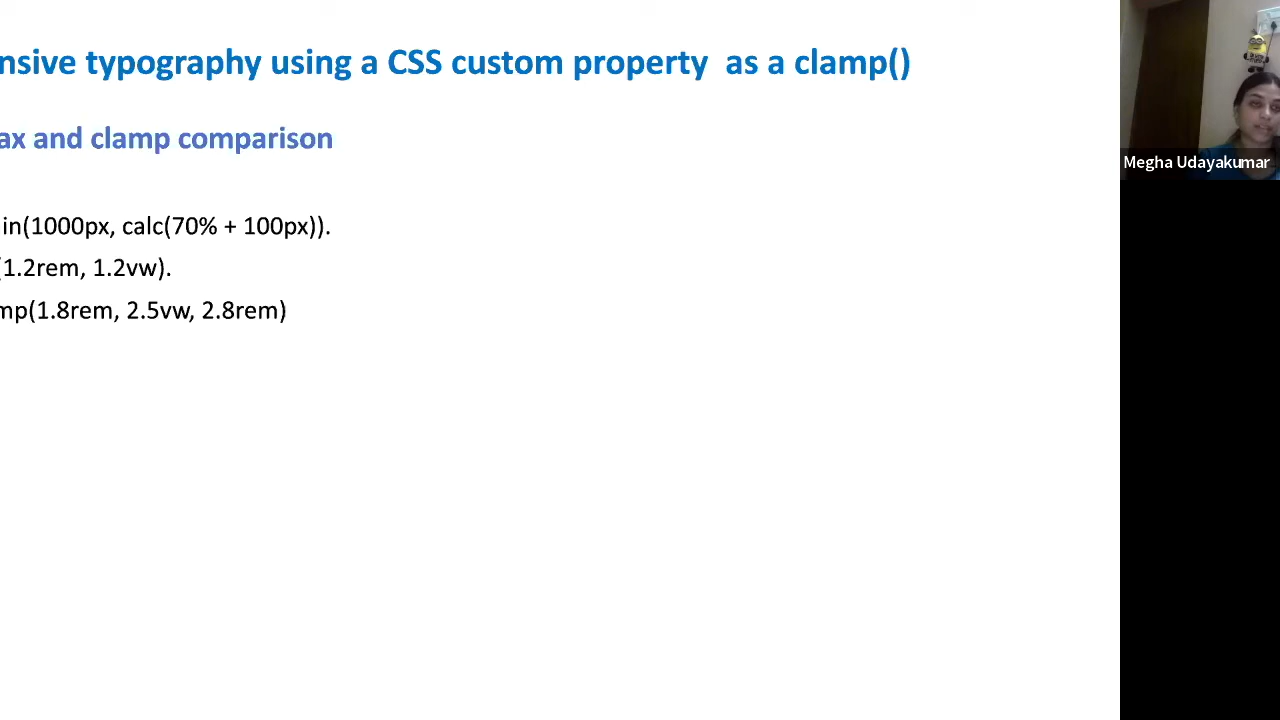 nsive typography using a CSS custom property as a clamp()
ax and clamp comparison
in(1000px, calc(70% + 100px)).
(1.2rem, 1.2vw).
mp(1.8rem, 2.5vw, 2.8rem)
Megha Udayakumar